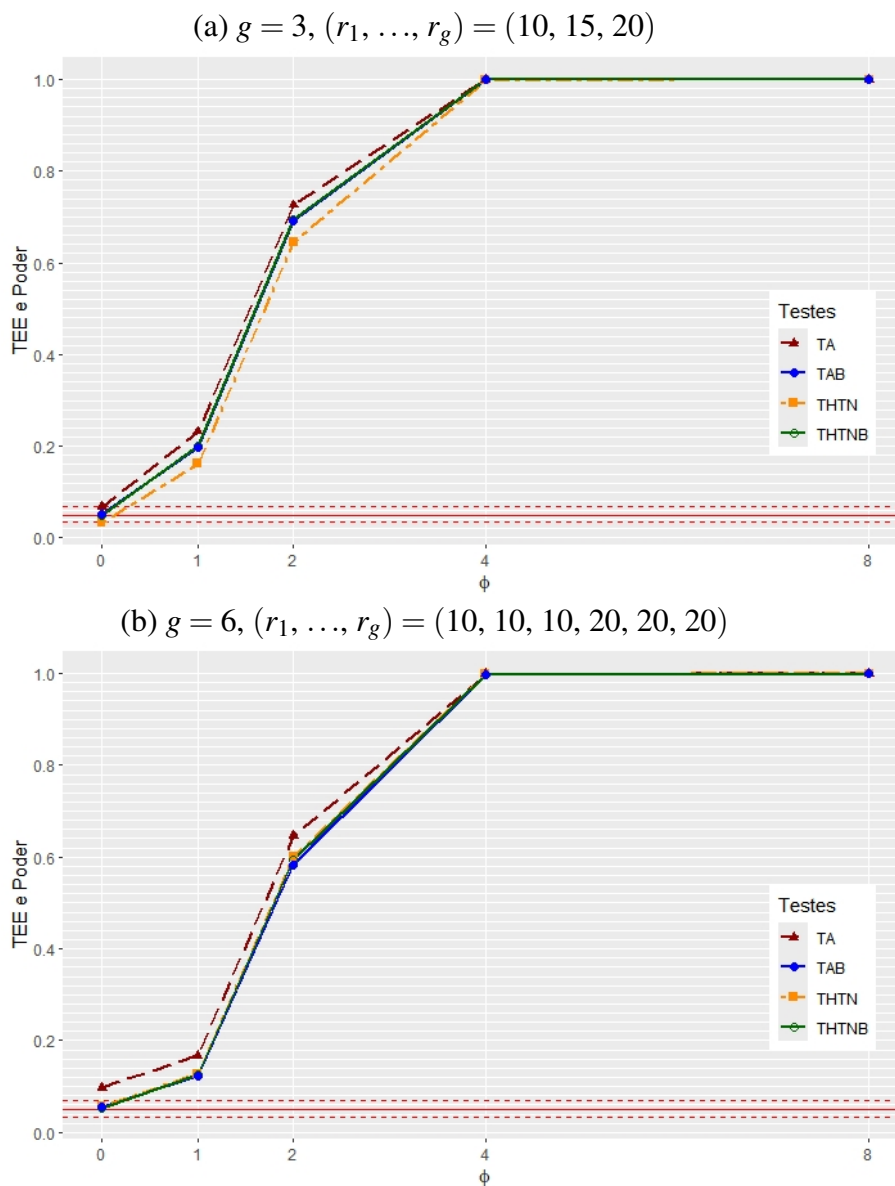 (a) g = 3, (r₁, …, r_g) = (10, 15, 20)
1.0
0.8
0.6
0.4
0.2
0.0
TEE e Poder
Testes
TA
TAB
THTN
THTNB
0 1 2 4 8
ϕ
(b) g = 6, (r₁, …, r_g) = (10, 10, 10, 20, 20, 20)
1.0
0.8
0.6
0.4
0.2
0.0
TEE e Poder
Testes
TA
TAB
THTN
THTNB
0 1 2 4 8
ϕ